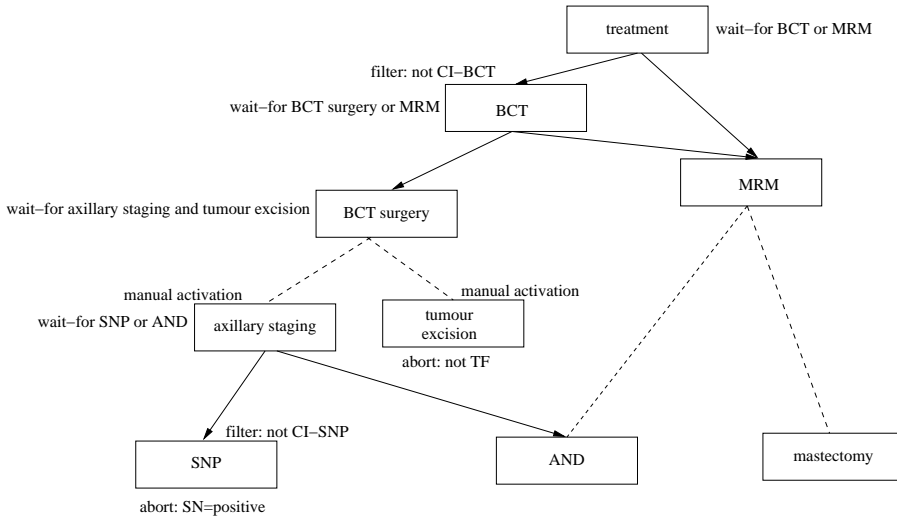 treatment
wait−for BCT or MRM
filter: not CI−BCT
wait−for BCT surgery or MRM
BCT
MRM
wait−for axillary staging and tumour excision
BCT surgery
manual activation
manual activation
wait−for SNP or AND
axillary staging
tumour
excision
abort: not TF
filter: not CI−SNP
SNP
AND
mastectomy
abort: SN=positive